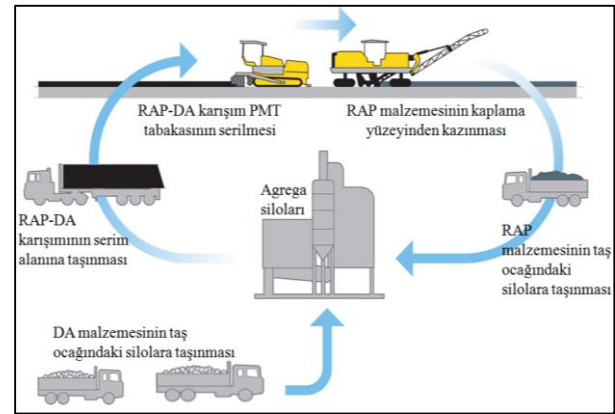 RAP-DA karışım PMT
tabakasının serilmesi
RAP malzemesinin kaplama
yüzeyinden kazınması
Agrega
siloları
RAP-DA
karışımının serim
alanına taşınması
RAP
malzemesinin taş
ocağındaki
silolara taşınması
DA malzemesinin taş
ocağındaki silolara taşınması